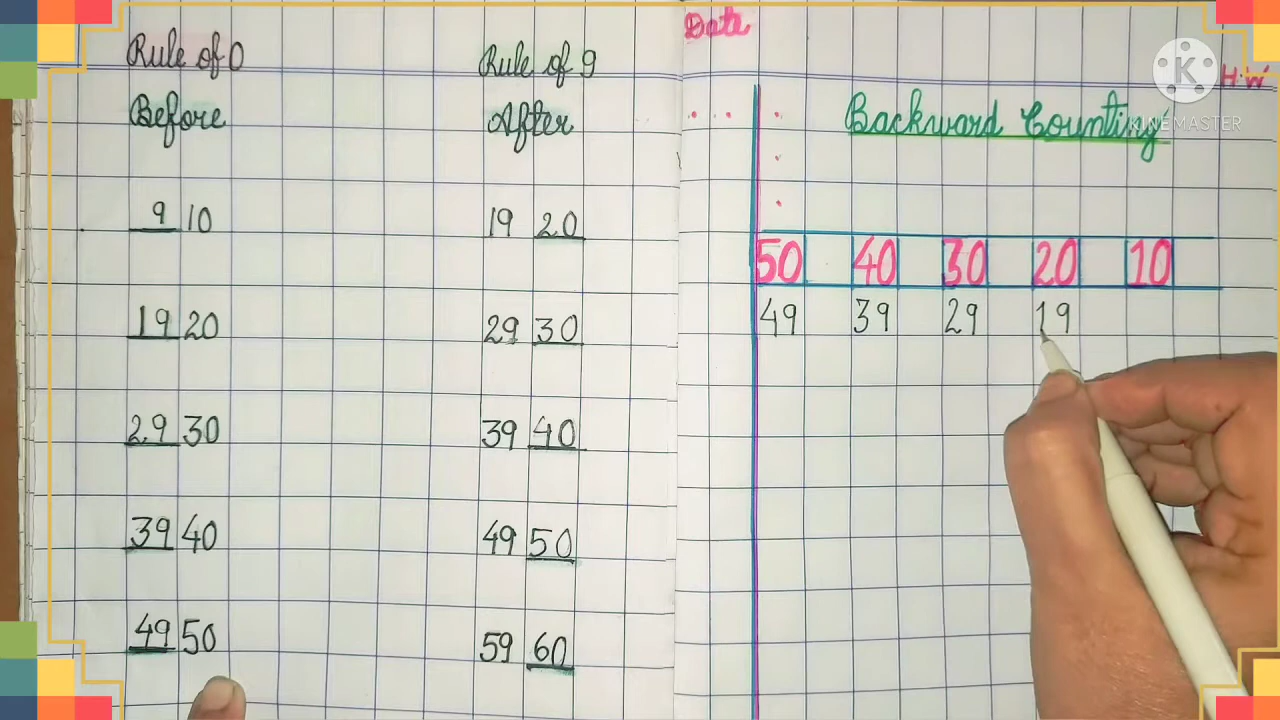 Rule of 0
Before
9 10
19 20
29 30
39 40
49 50
Rule of 9
After
19 20
29 30
39 40
49 50
59 60
Date
H.W
Backward Counting
50 40 30 20 10
49 39 29 19
K
KINEMASTER